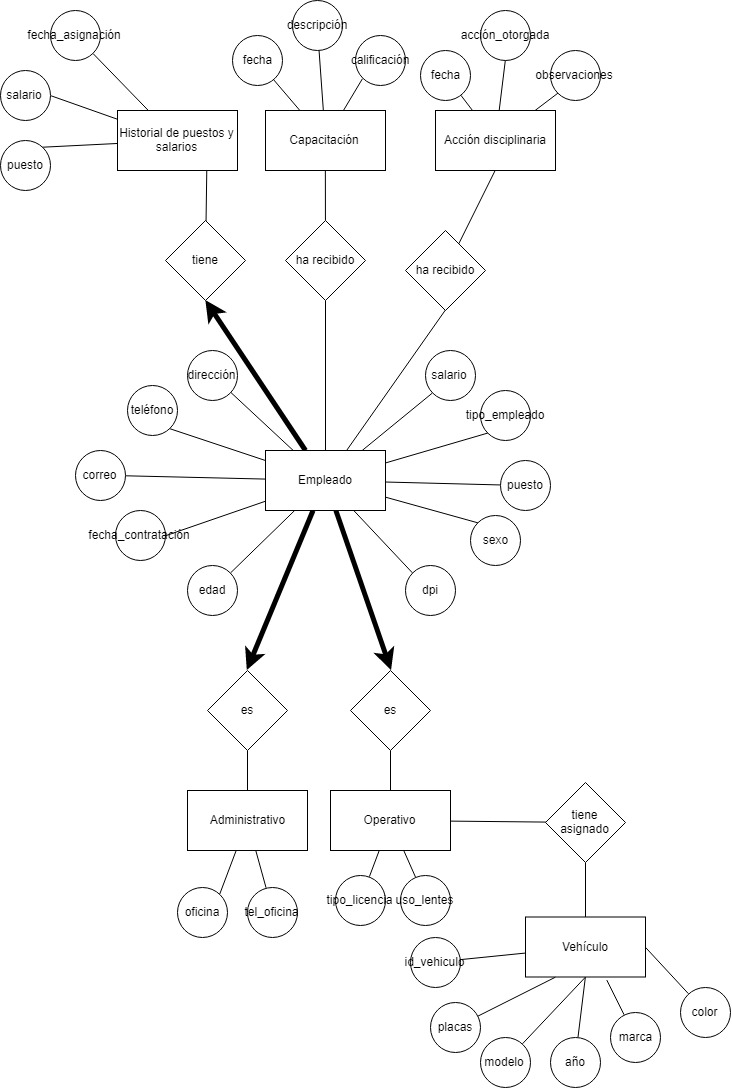 descripción
fecha_asignación
acción_otorgada
fecha
calificación
fecha
observaciones
salario
Historial de puestos y
salarios
Capacitación
Acción disciplinaria
puesto
tiene
ha recibido
ha recibido
dirección
salario
teléfono
tipo_empleado
correo
Empleado
puesto
fecha_contratación
sexo
edad
dpi
es
es
Administrativo
Operativo
tiene
asignado
tipo_licencia
uso_lentes
oficina
tel_oficina
Vehículo
id_vehiculo
color
placas
marca
modelo
año